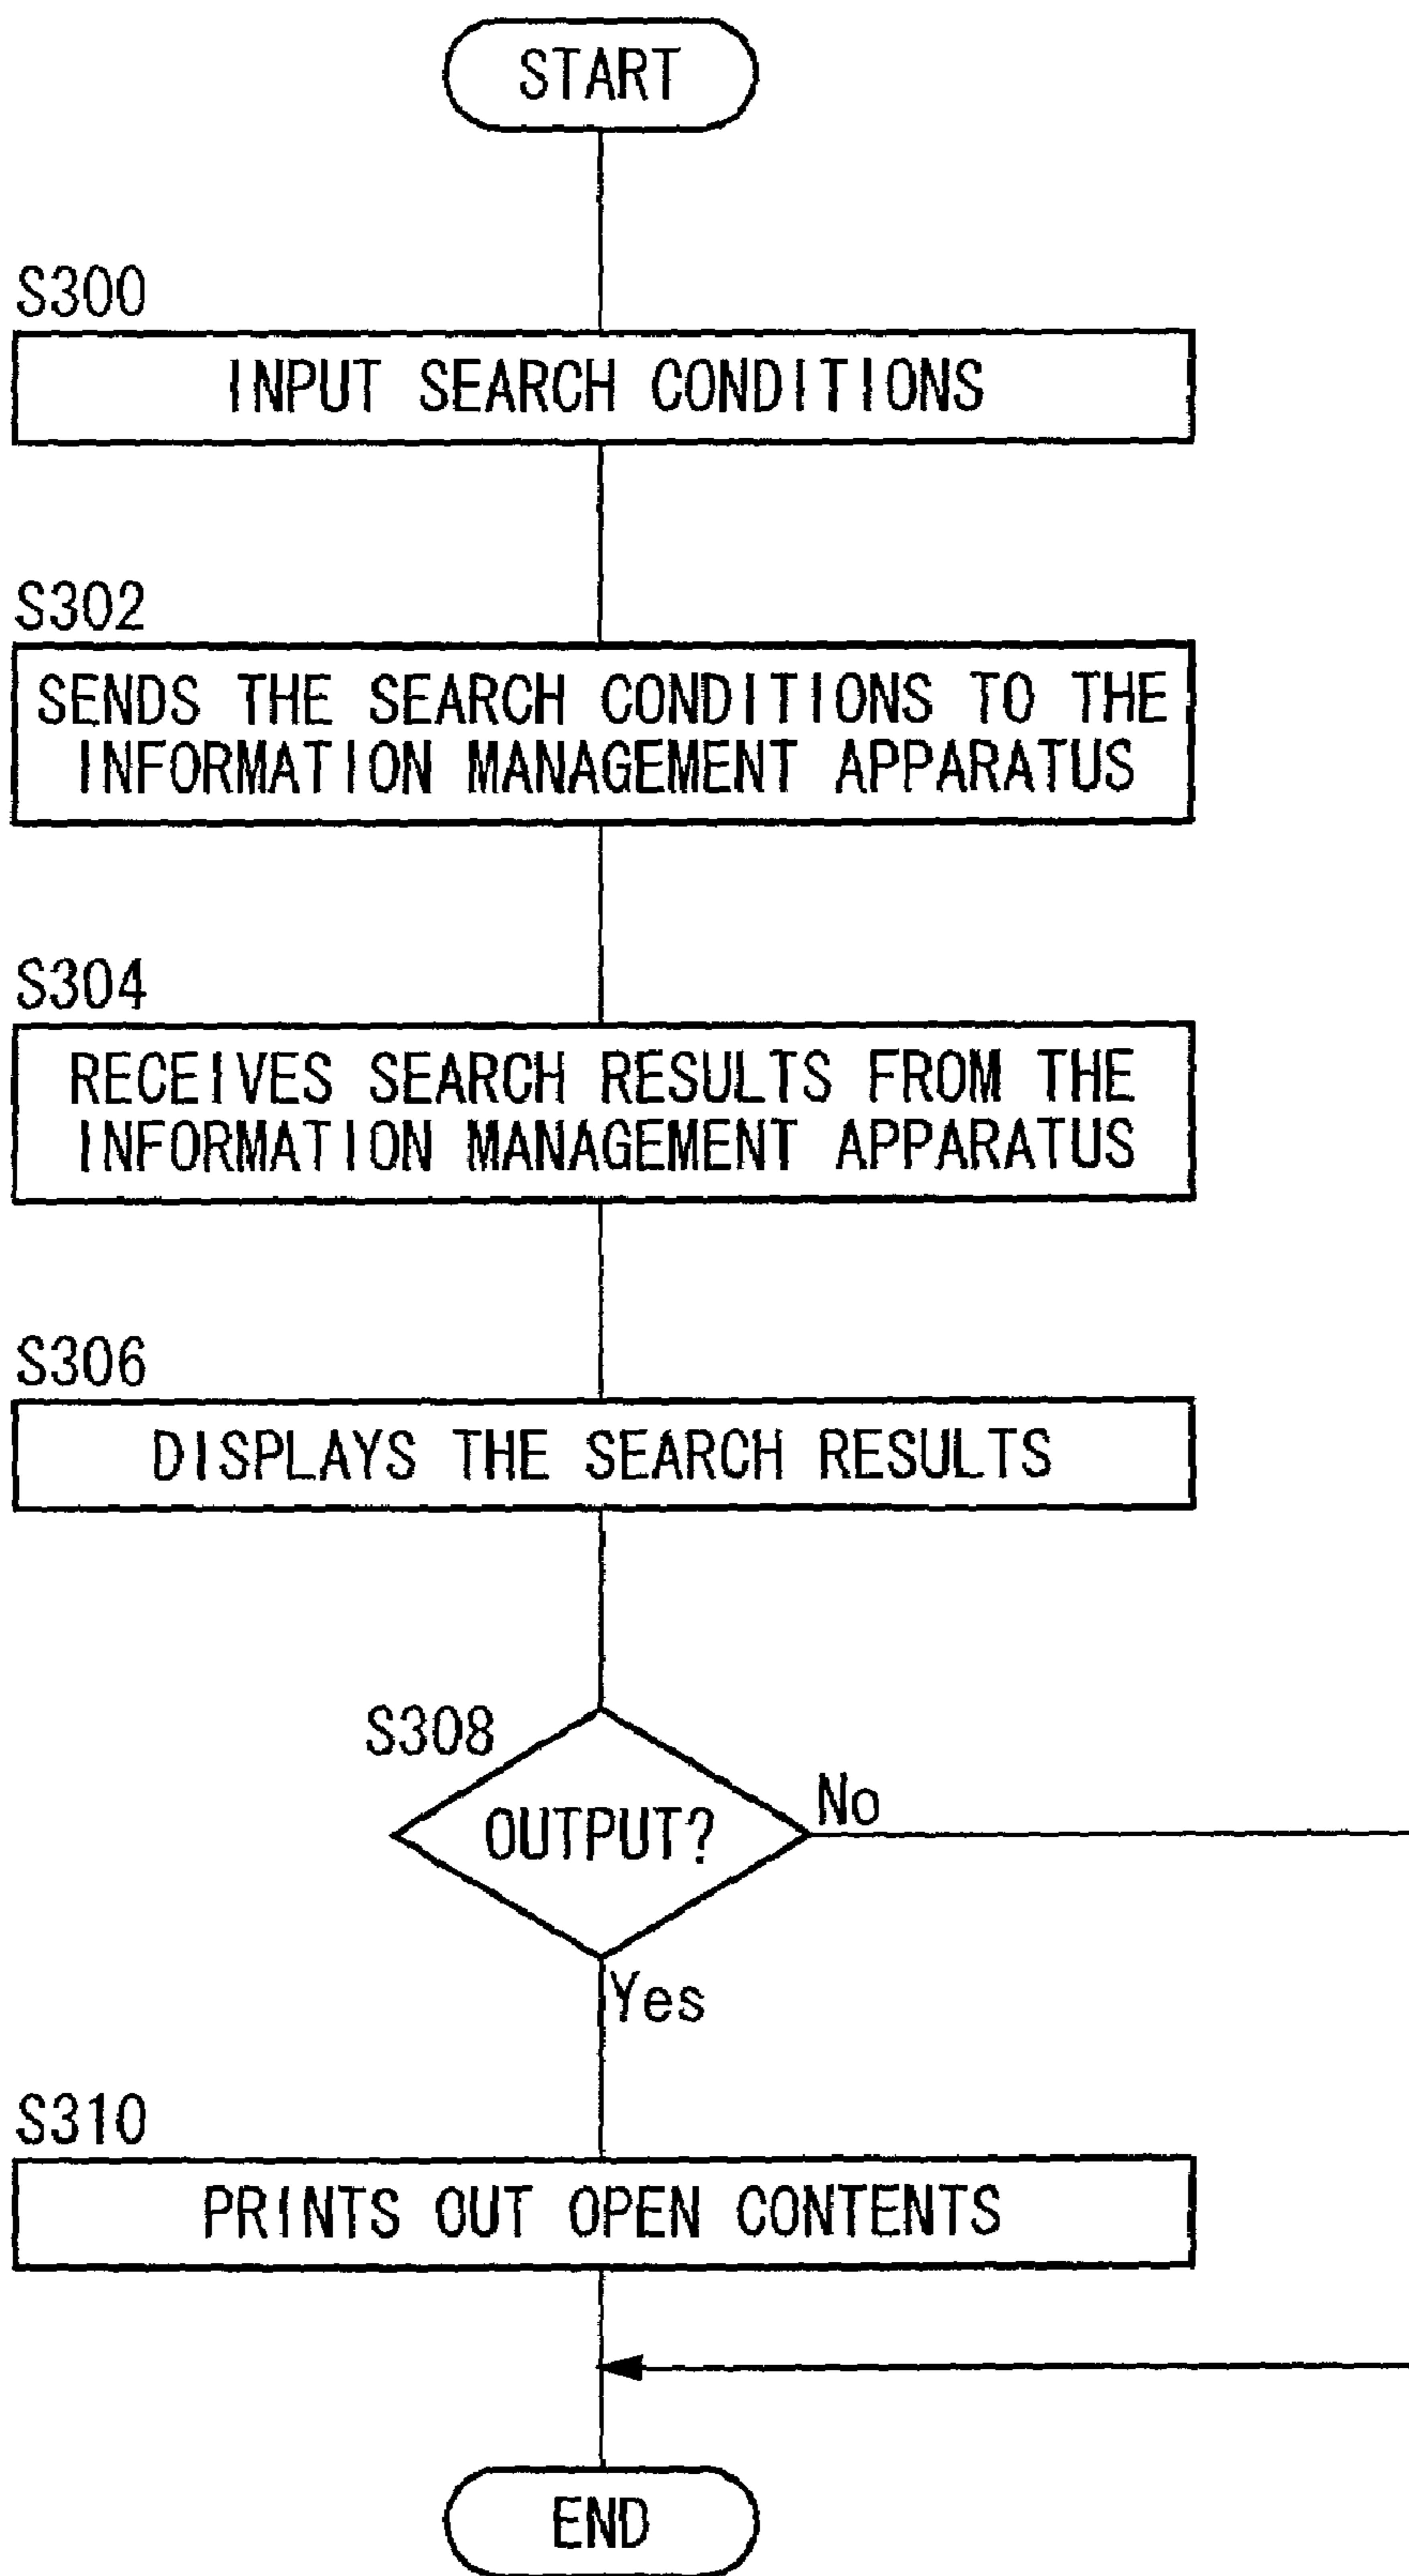 START
S300
INPUT SEARCH CONDITIONS
S302
SENDS THE SEARCH CONDITIONS TO THE
INFORMATION MANAGEMENT APPARATUS
S304
RECEIVES SEARCH RESULTS FROM THE
INFORMATION MANAGEMENT APPARATUS
S306
DISPLAYS THE SEARCH RESULTS
S308
OUTPUT?
No
Yes
S310
PRINTS OUT OPEN CONTENTS
END